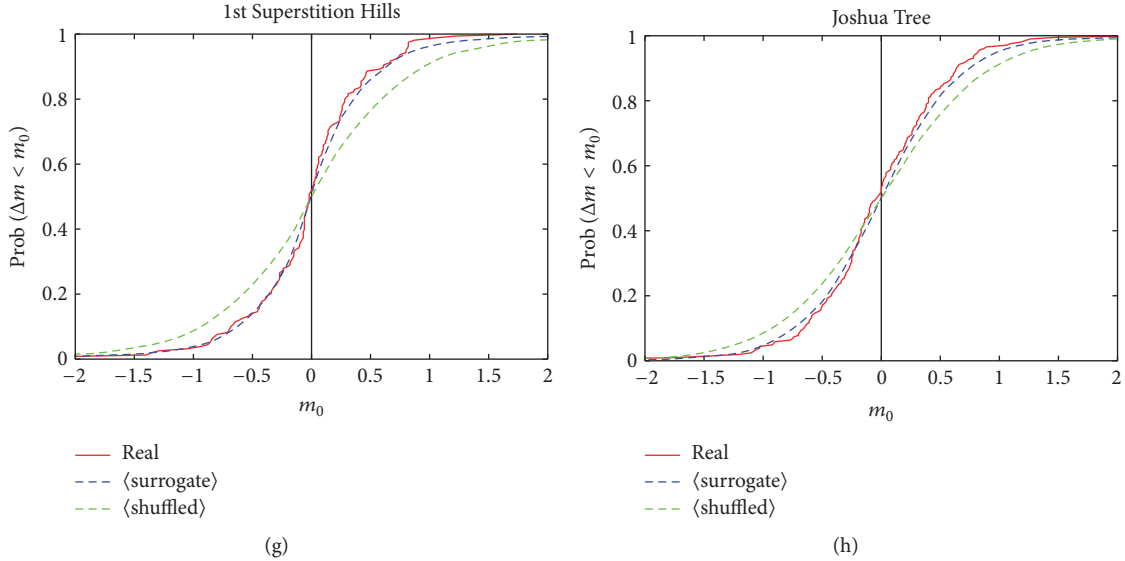 1st Superstition Hills
1
0.8
0.6
0.4
0.2
0
Prob (Δm < m₀)
−2 −1.5 −1 −0.5 0 0.5 1 1.5 2
m₀
Real
⟨surrogate⟩
⟨shuffled⟩
(g)
Joshua Tree
1
0.8
0.6
0.4
0.2
0
Prob (Δm < m₀)
−2 −1.5 −1 −0.5 0 0.5 1 1.5 2
m₀
Real
⟨surrogate⟩
⟨shuffled⟩
(h)